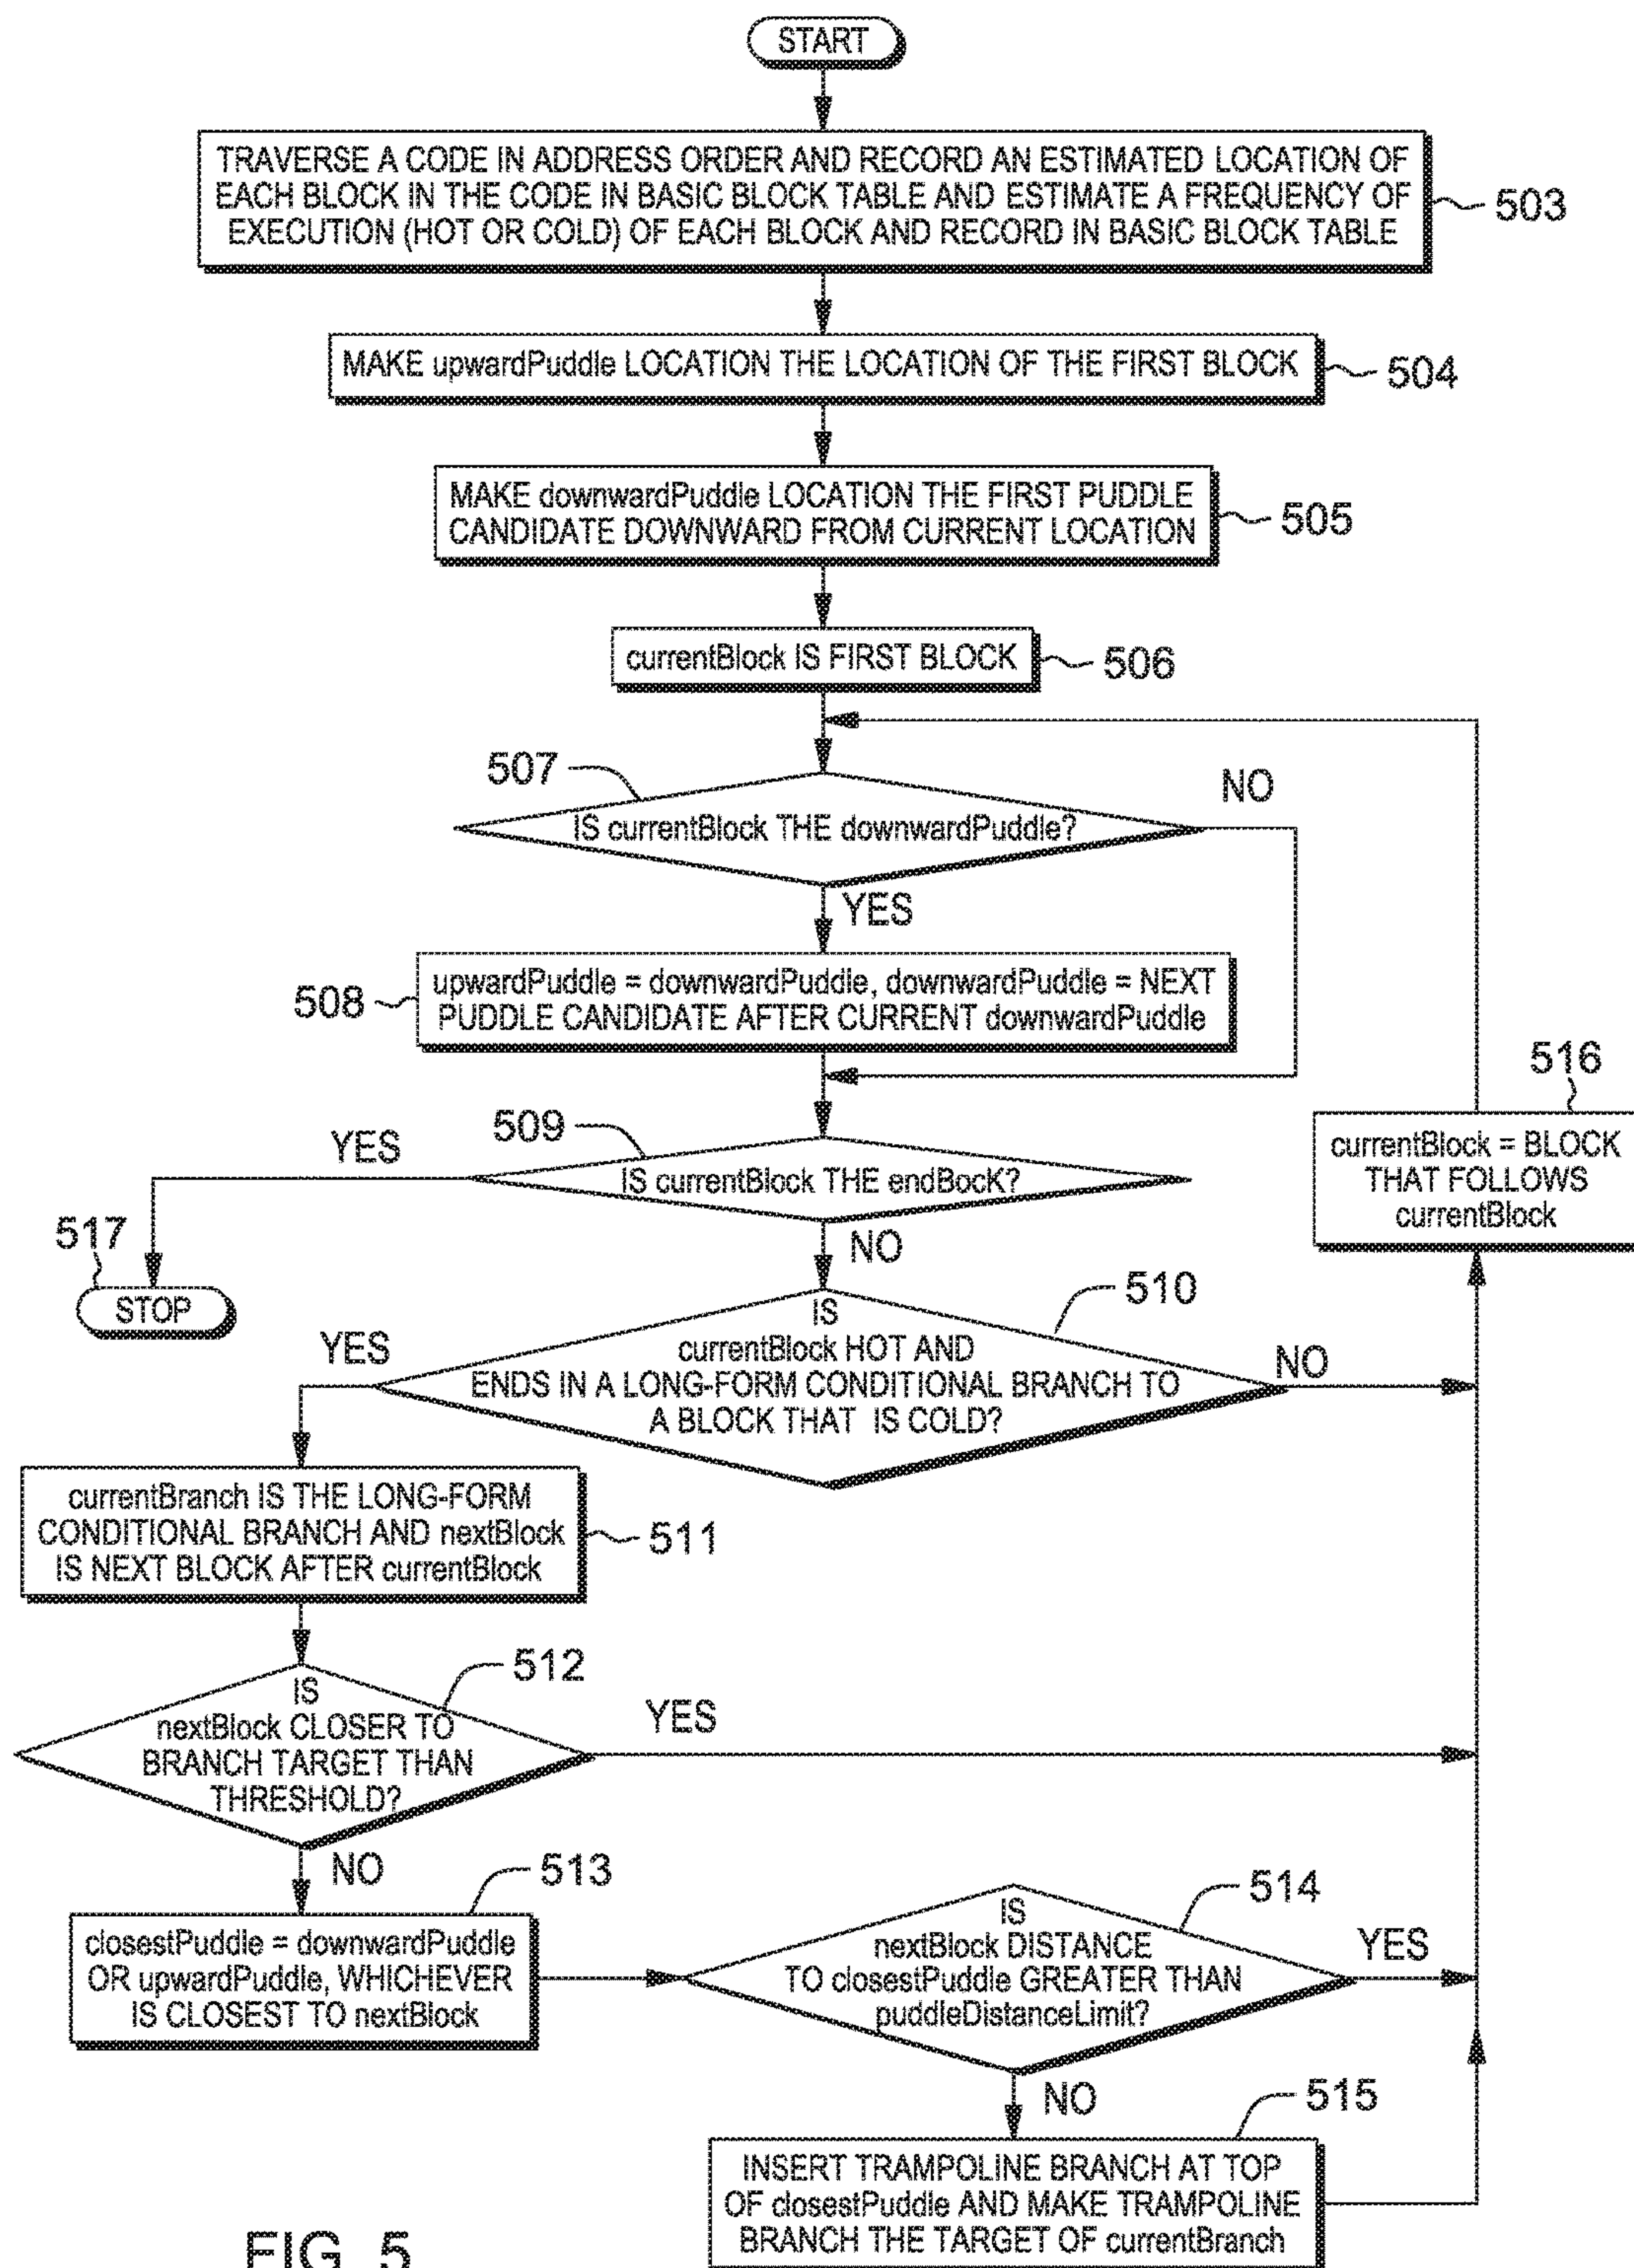 START
TRAVERSE A CODE IN ADDRESS ORDER AND RECORD AN ESTIMATED LOCATION OF
EACH BLOCK IN THE CODE IN BASIC BLOCK TABLE AND ESTIMATE A FREQUENCY OF
EXECUTION (HOT OR COLD) OF EACH BLOCK AND RECORD IN BASIC BLOCK TABLE
503
MAKE upwardPuddle LOCATION THE LOCATION OF THE FIRST BLOCK
504
MAKE downwardPuddle LOCATION THE FIRST PUDDLE
CANDIDATE DOWNWARD FROM CURRENT LOCATION
505
currentBlock IS FIRST BLOCK
506
507
NO
IS currentBlock THE downwardPuddle?
YES
508
upwardPuddle = downwardPuddle, downwardPuddle = NEXT
PUDDLE CANDIDATE AFTER CURRENT downwardPuddle
516
currentBlock = BLOCK
THAT FOLLOWS
currentBlock
509
YES
IS currentBlock THE endBocK?
NO
517
STOP
510
IS
currentBlock HOT AND
ENDS IN A LONG-FORM CONDITIONAL BRANCH TO
A BLOCK THAT IS COLD?
YES
NO
currentBranch IS THE LONG-FORM
CONDITIONAL BRANCH AND nextBlock
IS NEXT BLOCK AFTER currentBlock
511
512
IS
nextBlock CLOSER TO
BRANCH TARGET THAN
THRESHOLD?
YES
NO
513
closestPuddle = downwardPuddle
OR upwardPuddle, WHICHEVER
IS CLOSEST TO nextBlock
514
IS
nextBlock DISTANCE
TO closestPuddle GREATER THAN
puddleDistanceLimit?
YES
NO
515
INSERT TRAMPOLINE BRANCH AT TOP
OF closestPuddle AND MAKE TRAMPOLINE
BRANCH THE TARGET OF currentBranch
FIG. 5